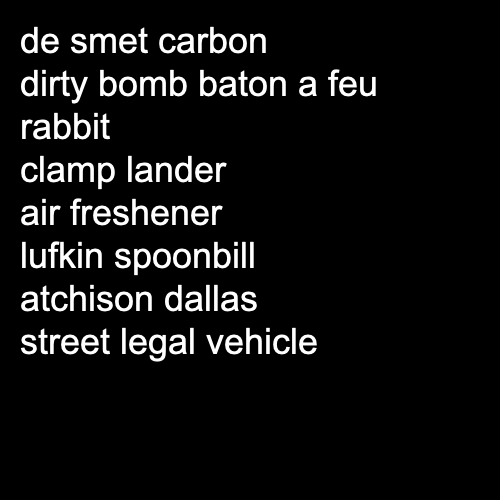 de smet carbon
dirty bomb baton a feu
rabbit
clamp lander
air freshener
lufkin spoonbill
atchison dallas
street legal vehicle